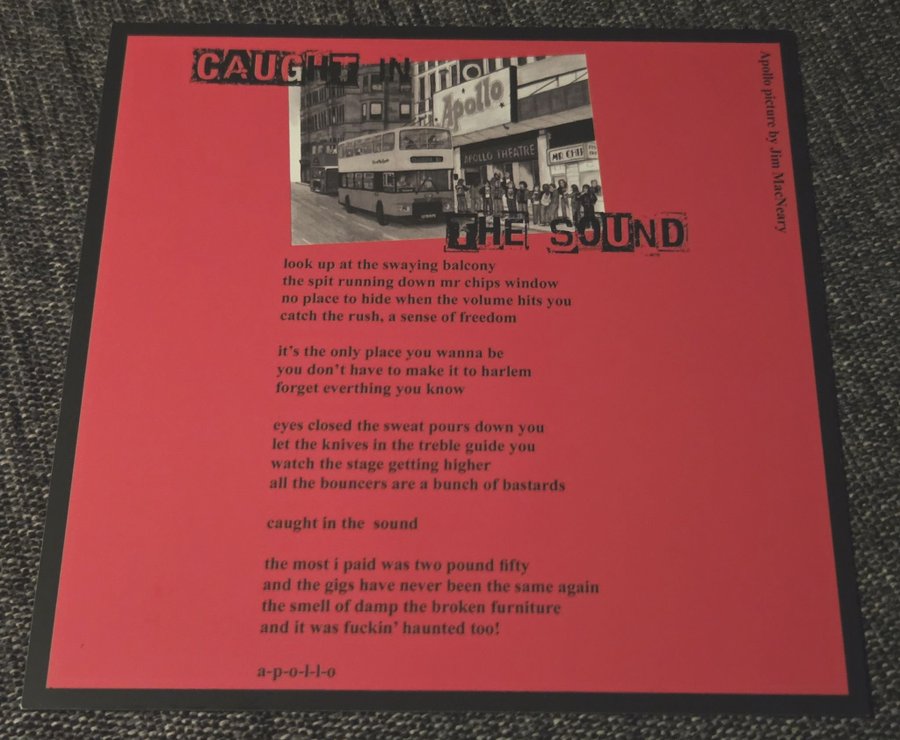 CAUGHT IN
Apollo
APOLLO THEATRE
MR CHIP
THE SOUND
Apollo picture by Jim MacNeary
look up at the swaying balcony
the spit running down mr chips window
no place to hide when the volume hits you
catch the rush, a sense of freedom
it's the only place you wanna be
you don't have to make it to harlem
forget everthing you know
eyes closed the sweat pours down you
let the knives in the treble guide you
watch the stage getting higher
all the bouncers are a bunch of bastards
caught in the sound
the most i paid was two pound fifty
and the gigs have never been the same again
the smell of damp the broken furniture
and it was fuckin' haunted too!
a-p-o-l-l-o